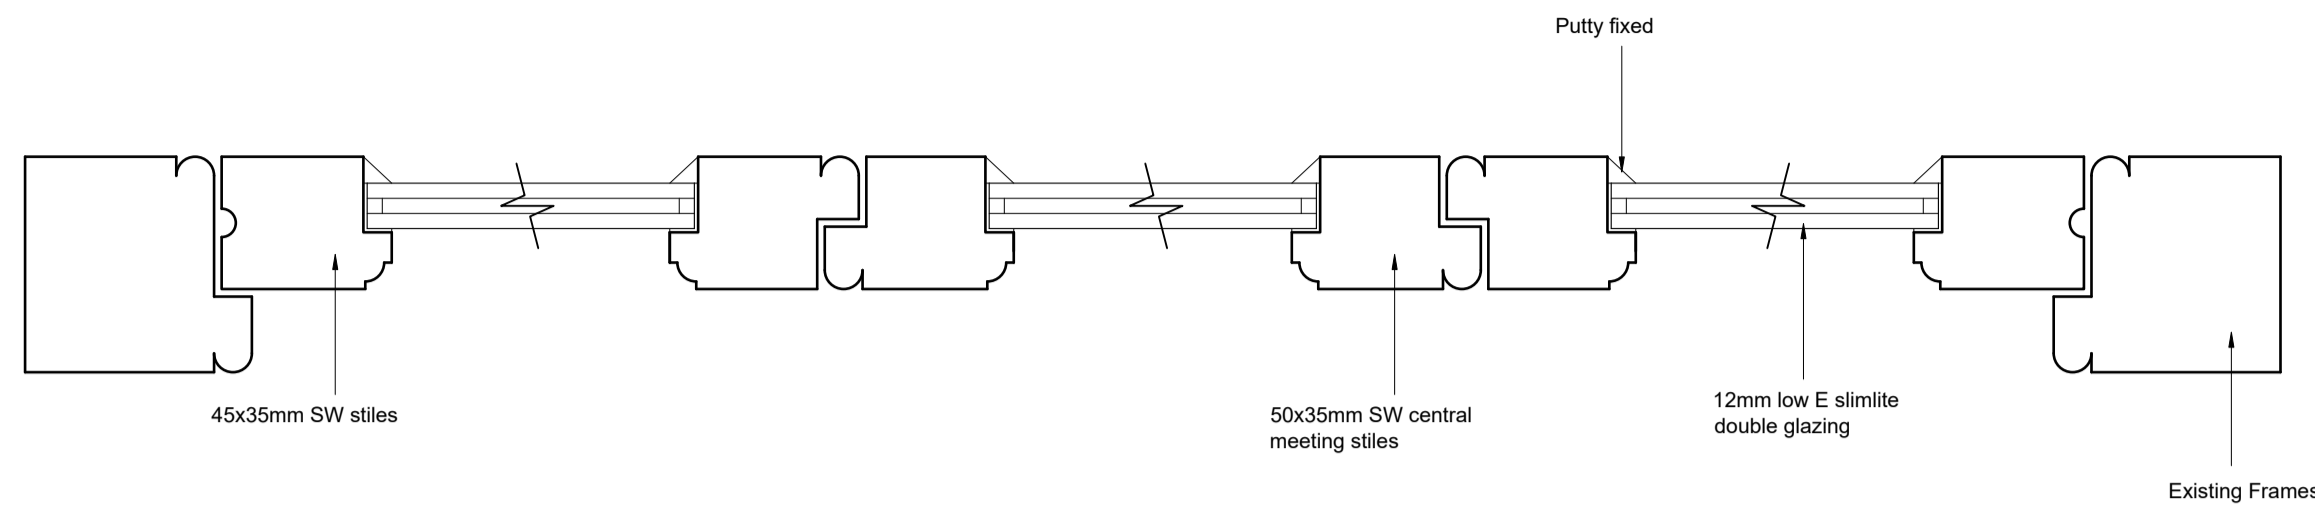 Putty fixed
45x35mm SW stiles
50x35mm SW central
meeting stiles
12mm low E slimlite
double glazing
Existing Frames